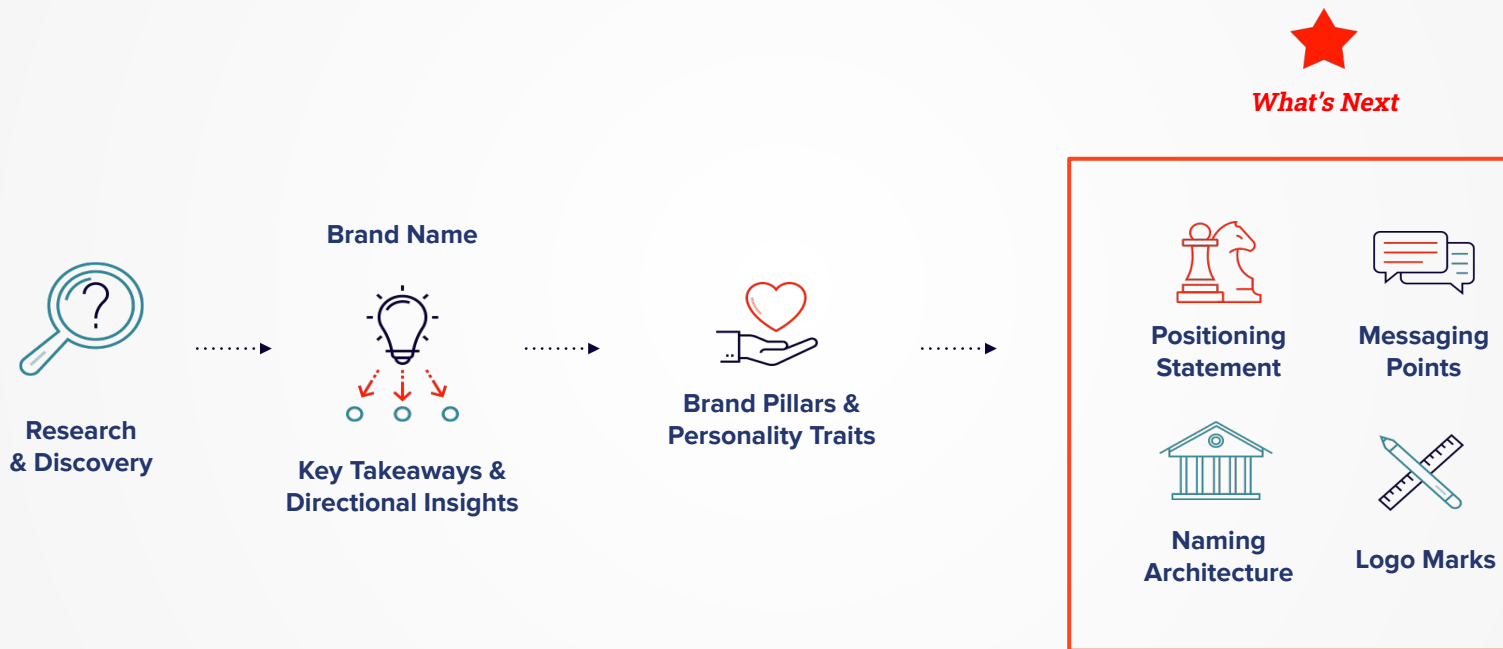 What's Next
Brand Name
Research
& Discovery
Key Takeaways &
Directional Insights
Brand Pillars &
Personality Traits
Positioning
Statement
Messaging
Points
Naming
Architecture
Logo Marks